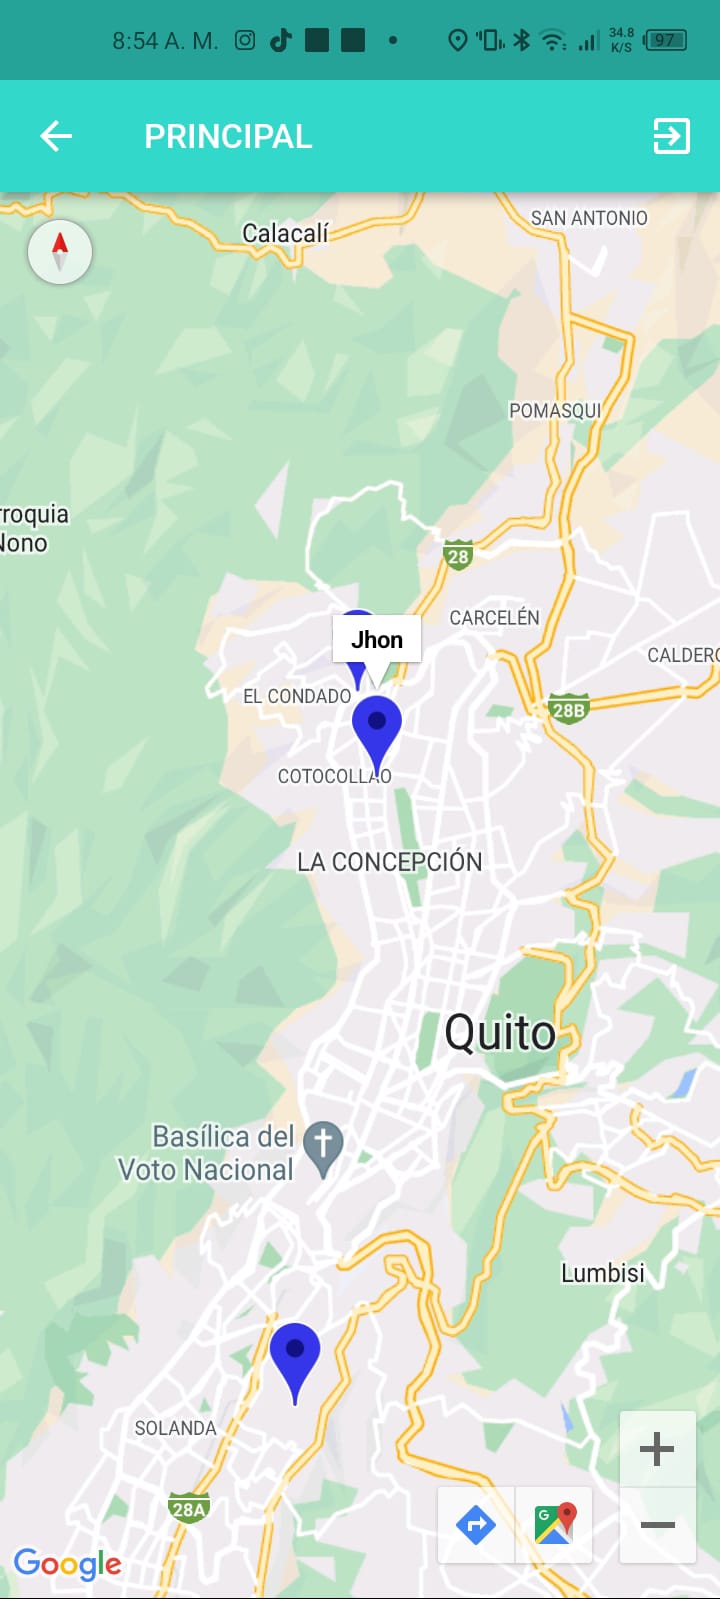 8:54 A. M.
34.8
K/S
97
PRINCIPAL
SAN ANTONIO
Calacalí
POMASQUI
rroquia
Nono
28
CARCELÉN
Jhon
CALDERO
EL CONDADO
28B
COTOCOLLAO
LA CONCEPCIÓN
Quito
Basílica del
Voto Nacional
Lumbisi
SOLANDA
28A
G
Google